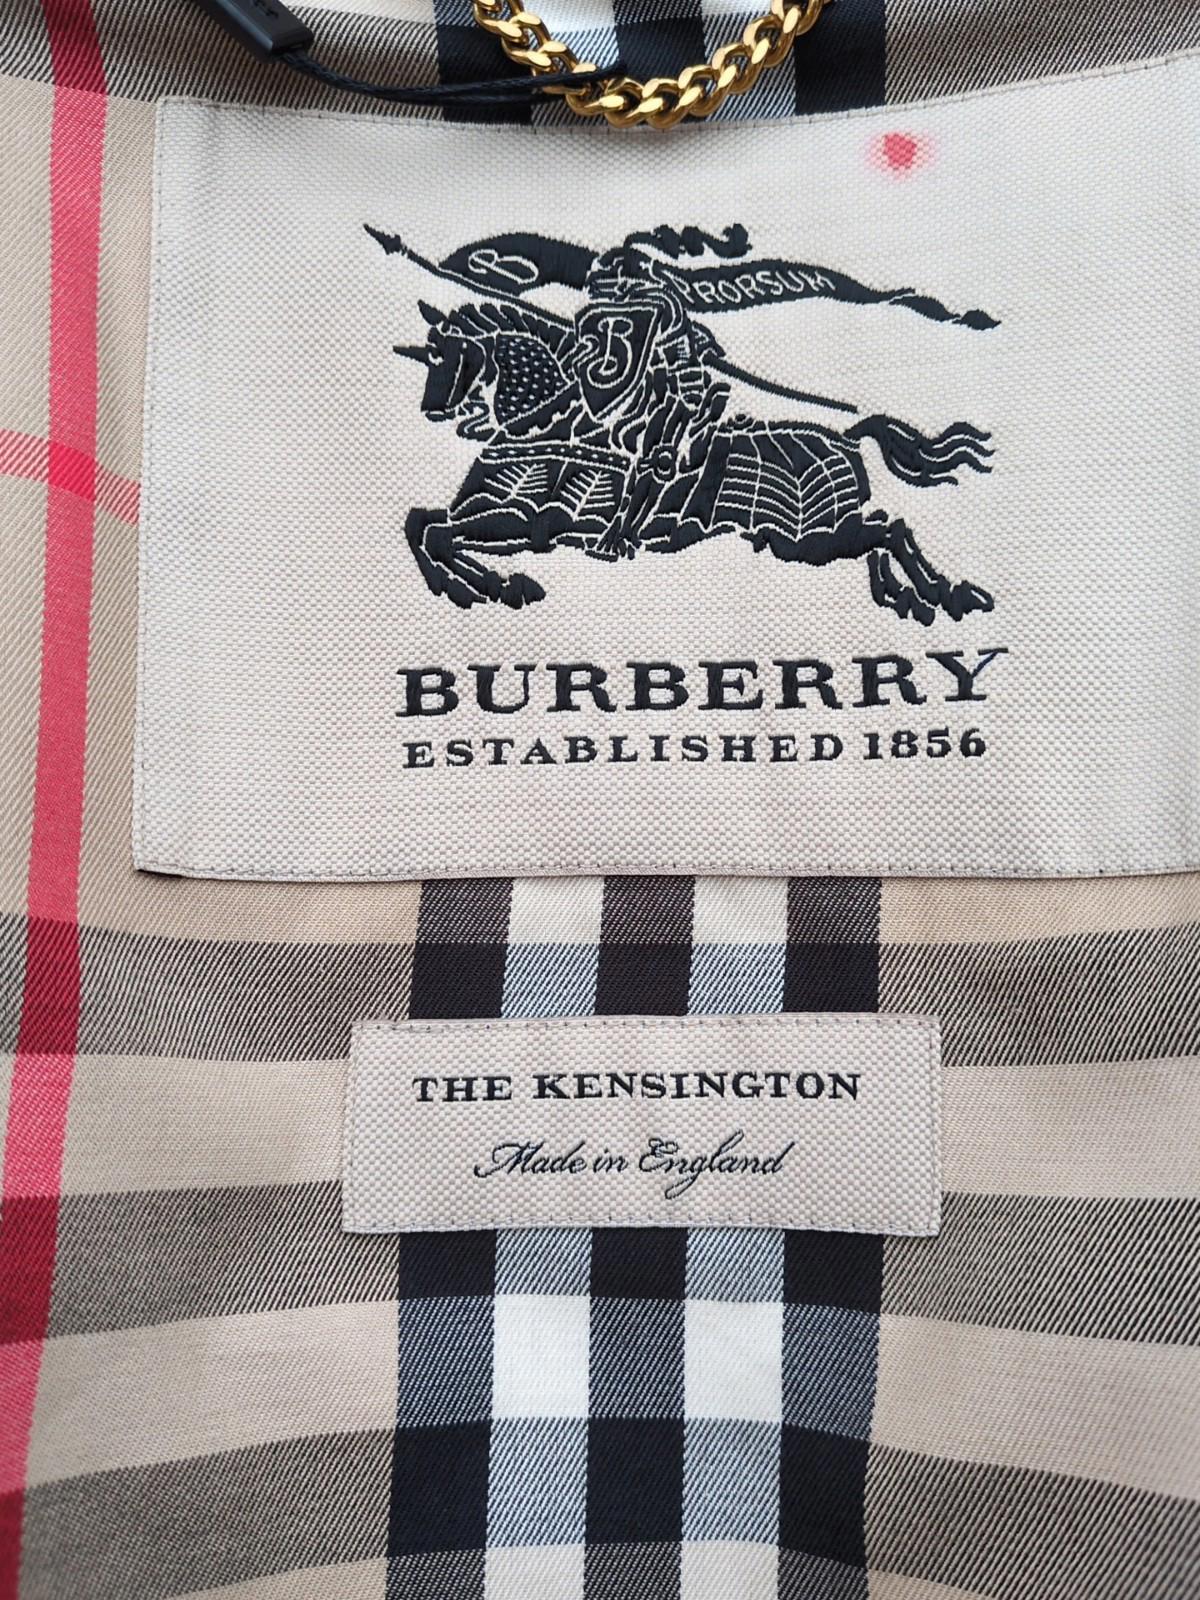 B
PRORSUM
B
BURBERRY
ESTABLISHED 1856
THE KENSINGTON
Made in England